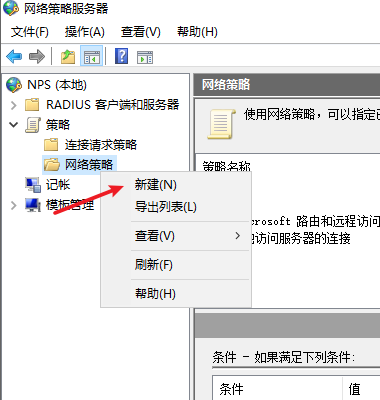 网络策略服务器
文件(F) 操作(A) 查看(V) 帮助(H)
NPS (本地)
RADIUS 客户端和服务器
策略
连接请求策略
网络策略
记帐
模板管理
新建(N)
导出列表(L)
查看(V)
刷新(F)
帮助(H)
网络策略
使用网络策略，可以指定
策略名称
rosoft 路由和远程访问
访问服务器的连接
条件 - 如果满足下列条件:
条件 值